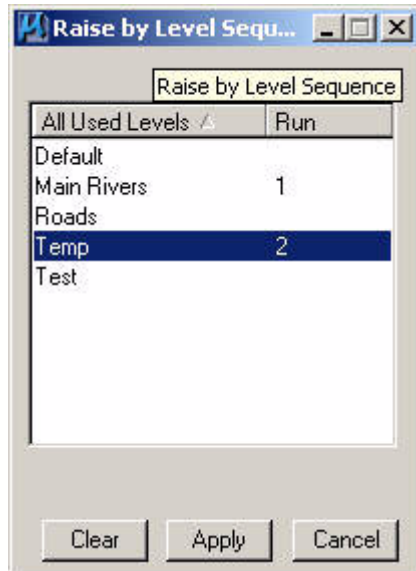 Raise by Level Sequ...
Raise by Level Sequence
All Used Levels Run
Default
Main Rivers 1
Roads
Temp 2
Test
Clear Apply Cancel